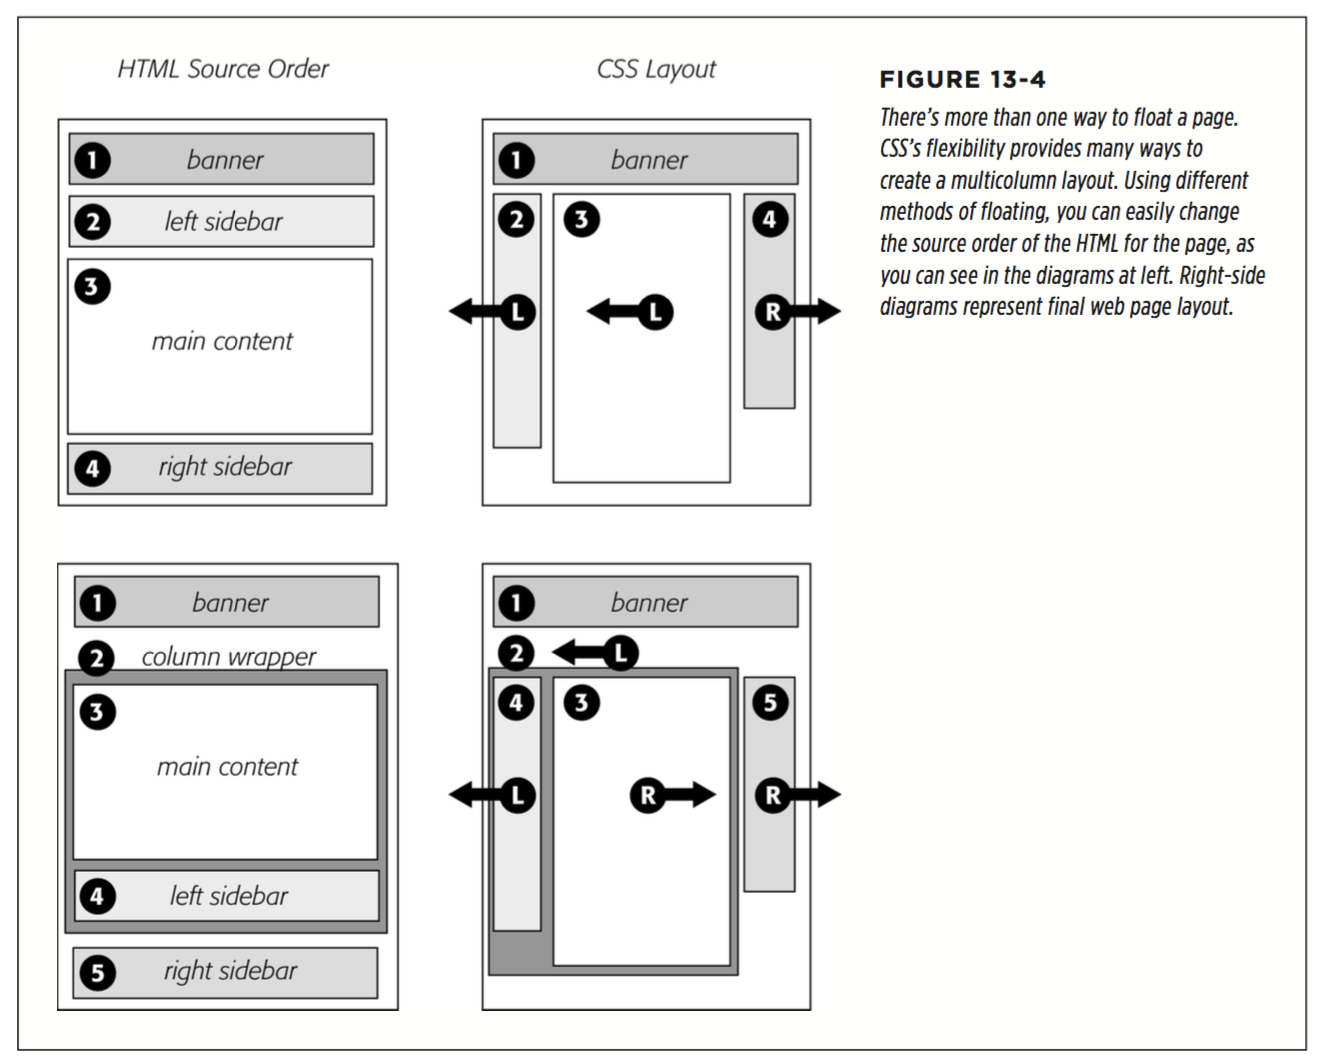 HTML Source Order
CSS Layout
FIGURE 13-4
There's more than one way to float a page.
CSS's flexibility provides many ways to
create a multicolumn layout. Using different
methods of floating, you can easily change
the source order of the HTML for the page, as
you can see in the diagrams at left. Right-side
diagrams represent final web page layout.
1 banner
2 left sidebar
3
main content
4 right sidebar
1 banner
2 3 4
L L R
1 banner
2 column wrapper
3
main content
4 left sidebar
5 right sidebar
1 banner
2 L
4 3 5
L R R